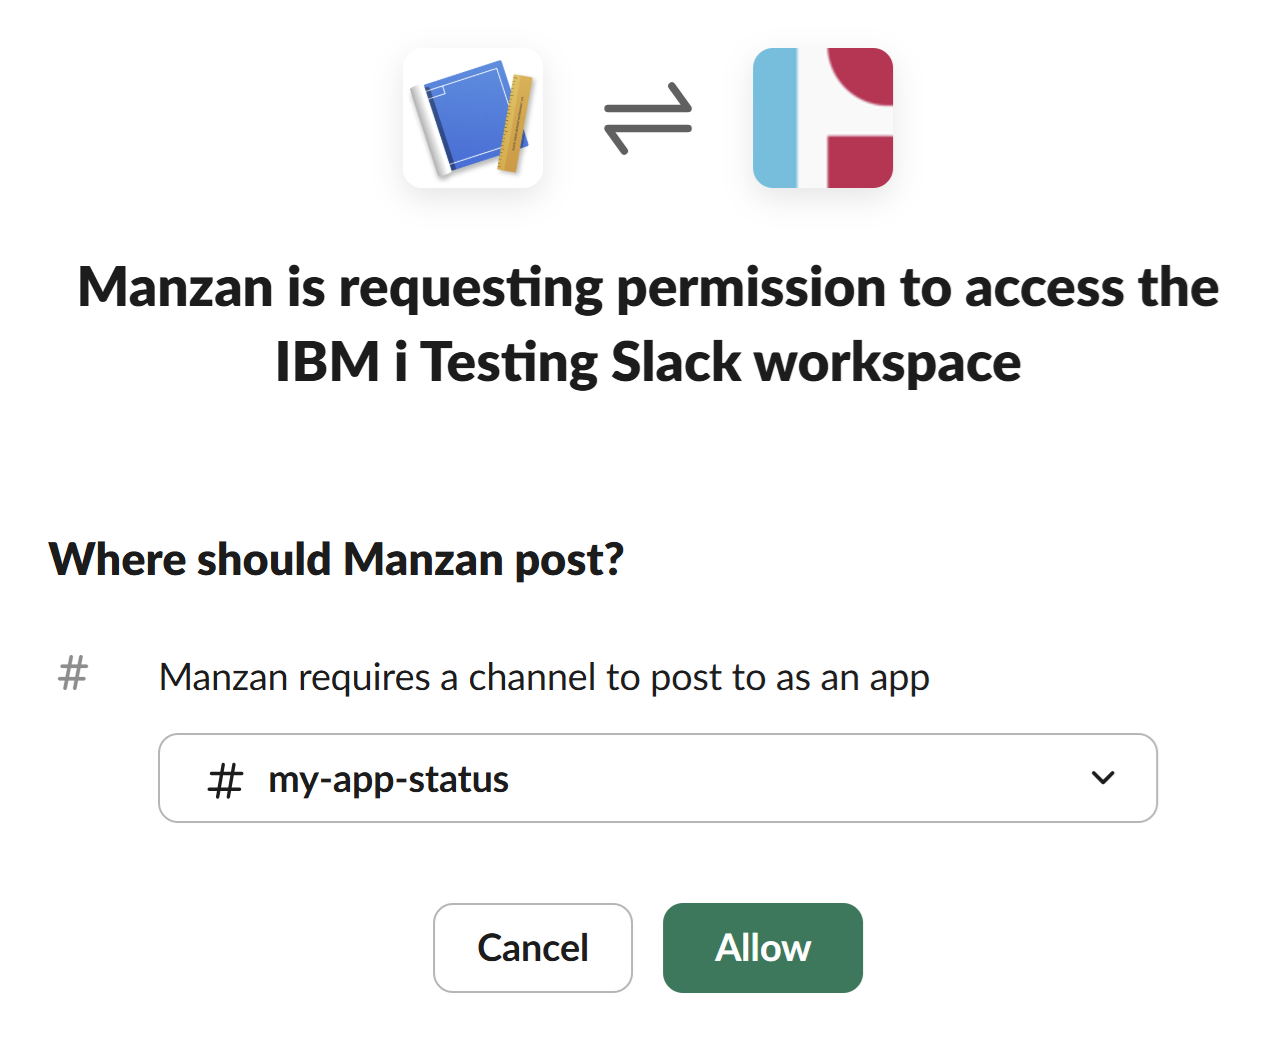 Manzan is requesting permission to access the
IBM i Testing Slack workspace
Where should Manzan post?
# Manzan requires a channel to post to as an app
# my-app-status
Cancel Allow